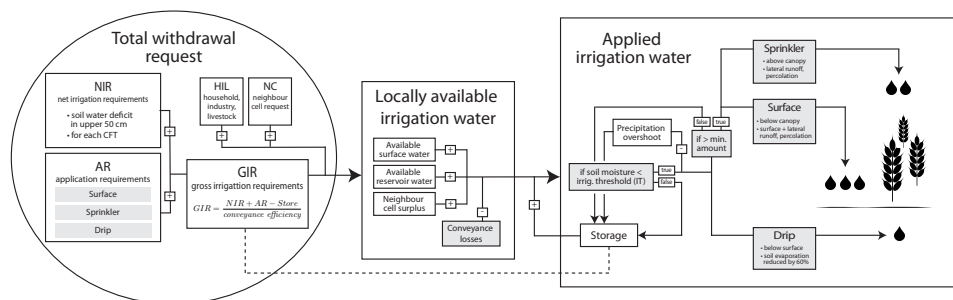 Total withdrawal
request
NIR
net irrigation requirements
• soil water deficit
in upper 50 cm
• for each CFT
+
AR
application requirements
Surface
Sprinkler
Drip
+
HIL
household,
industry,
livestock
+
NC
neighbour
cell request
+
GIR
gross irrigation requirements
GIR = NIR + AR − Store
conveyance efficiency
Locally available
irrigation water
Available
surface water
+
Available
reservoir water
+
Neighbour
cell surplus
+
-
Conveyance
losses
+
Applied
irrigation water
Precipitation
overshoot
-
false
true
if > min.
amount
if soil moisture <
irrig. threshold (IT)
true
false
Storage
Sprinkler
• above canopy
• lateral runoff,
percolation
Surface
• below canopy
• surface + lateral
runoff, percolation
Drip
• below surface
• soil evaporation
reduced by 60%